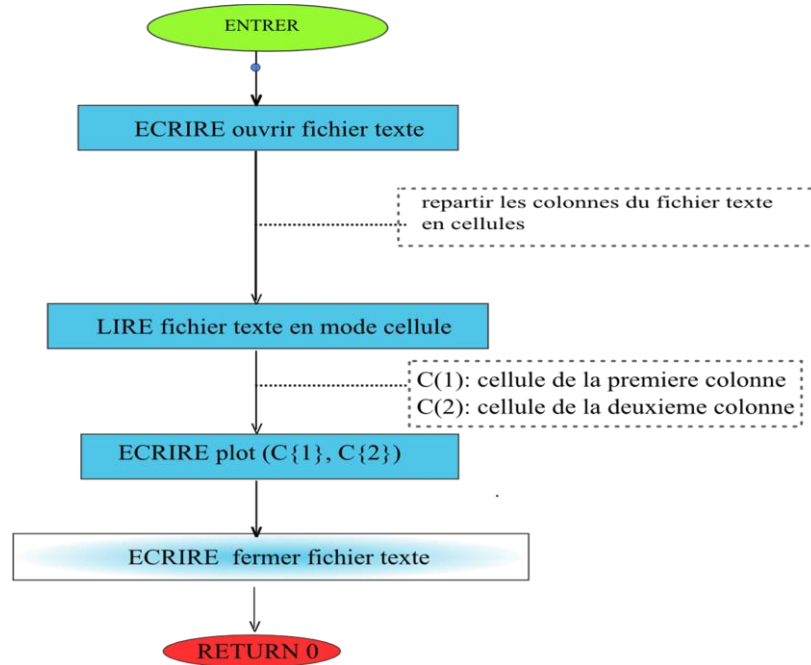 ENTRER
ECRIRE ouvrir fichier texte
repartir les colonnes du fichier texte
en cellules
LIRE fichier texte en mode cellule
C(1): cellule de la premiere colonne
C(2): cellule de la deuxieme colonne
ECRIRE plot (C{1}, C{2})
ECRIRE fermer fichier texte
RETURN 0